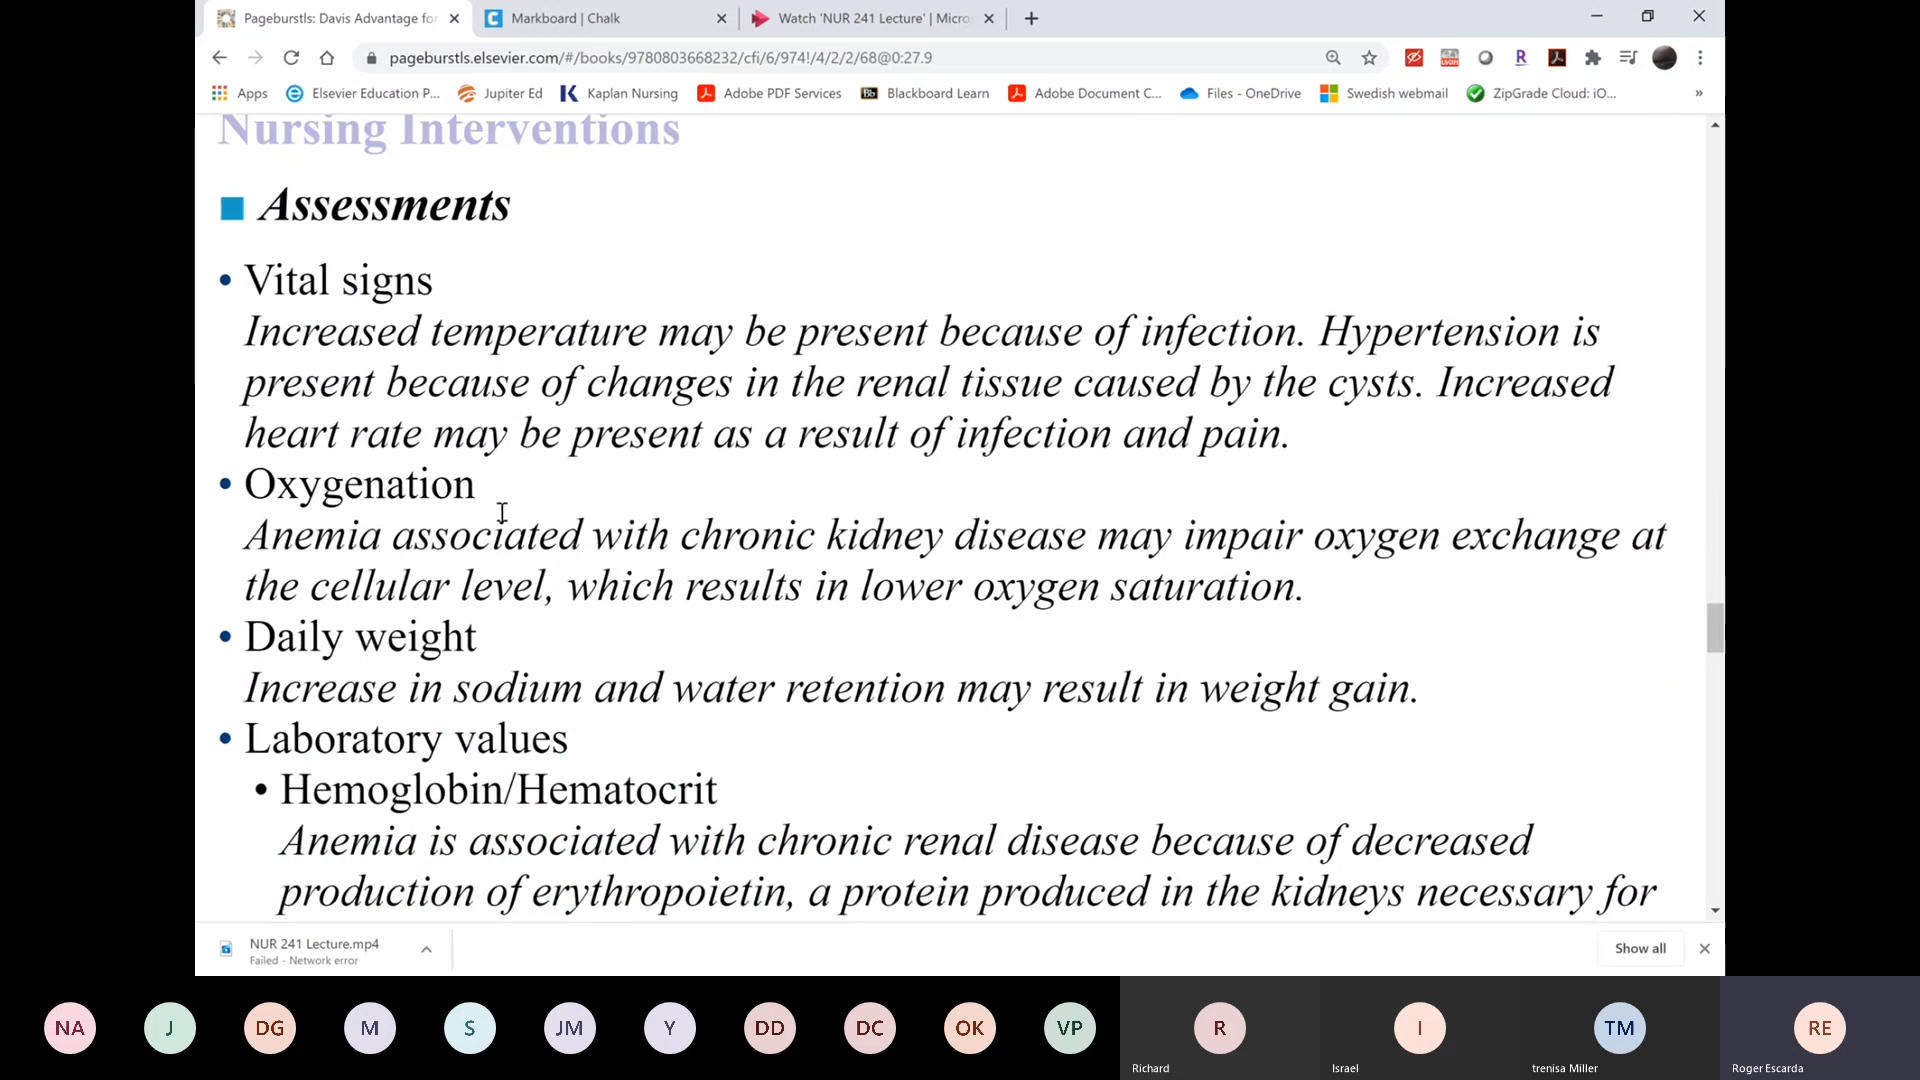 Pageburstls: Davis Advantage for
Markboard | Chalk
Watch 'NUR 241 Lecture' | Micro
pageburstls.elsevier.com/#/books/9780803668232/cfi/6/974!/4/2/2/68@0:27.9
Apps
Elsevier Education P...
Jupiter Ed
Kaplan Nursing
Adobe PDF Services
Bb
Blackboard Learn
Adobe Document C...
Files - OneDrive
Swedish webmail
ZipGrade Cloud: iO...
»
Nursing Interventions
■ Assessments
• Vital signs
Increased temperature may be present because of infection. Hypertension is
present because of changes in the renal tissue caused by the cysts. Increased
heart rate may be present as a result of infection and pain.
• Oxygenation
Anemia associated with chronic kidney disease may impair oxygen exchange at
the cellular level, which results in lower oxygen saturation.
• Daily weight
Increase in sodium and water retention may result in weight gain.
• Laboratory values
• Hemoglobin/Hematocrit
Anemia is associated with chronic renal disease because of decreased
production of erythropoietin, a protein produced in the kidneys necessary for
NUR 241 Lecture.mp4
Failed - Network error
Show all
NA
J
DG
M
S
JM
Y
DD
DC
OK
VP
R
I
TM
RE
Richard
Israel
trenisa Miller
Roger Escarda